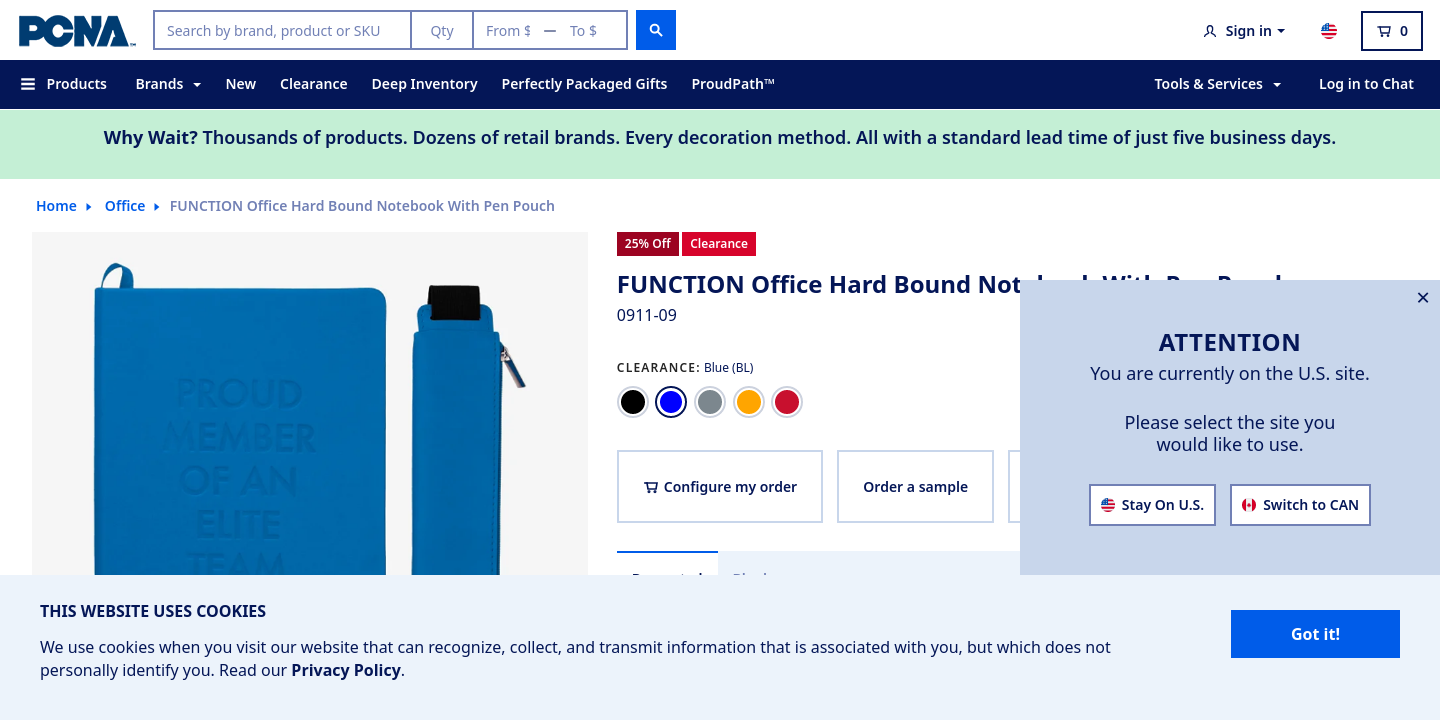 PCNA™
Search by brand, product or SKU
Qty
From $ — To $
Sign in
0
Products
Brands
New
Clearance
Deep Inventory
Perfectly Packaged Gifts
ProudPath™
Tools & Services
Log in to Chat
Why Wait? Thousands of products. Dozens of retail brands. Every decoration method. All with a standard lead time of just five business days.
Home
Office
FUNCTION Office Hard Bound Notebook With Pen Pouch
25% Off
Clearance
FUNCTION Office Hard Bound Notebook With Pen Pouch
0911-09
CLEARANCE: Blue (BL)
Configure my order
Order a sample
PROUD
MEMBER
OF AN
ELITE
TEAM
ATTENTION
You are currently on the U.S. site.
Please select the site you
would like to use.
Stay On U.S.
Switch to CAN
THIS WEBSITE USES COOKIES
We use cookies when you visit our website that can recognize, collect, and transmit information that is associated with you, but which does not
personally identify you. Read our Privacy Policy.
Got it!